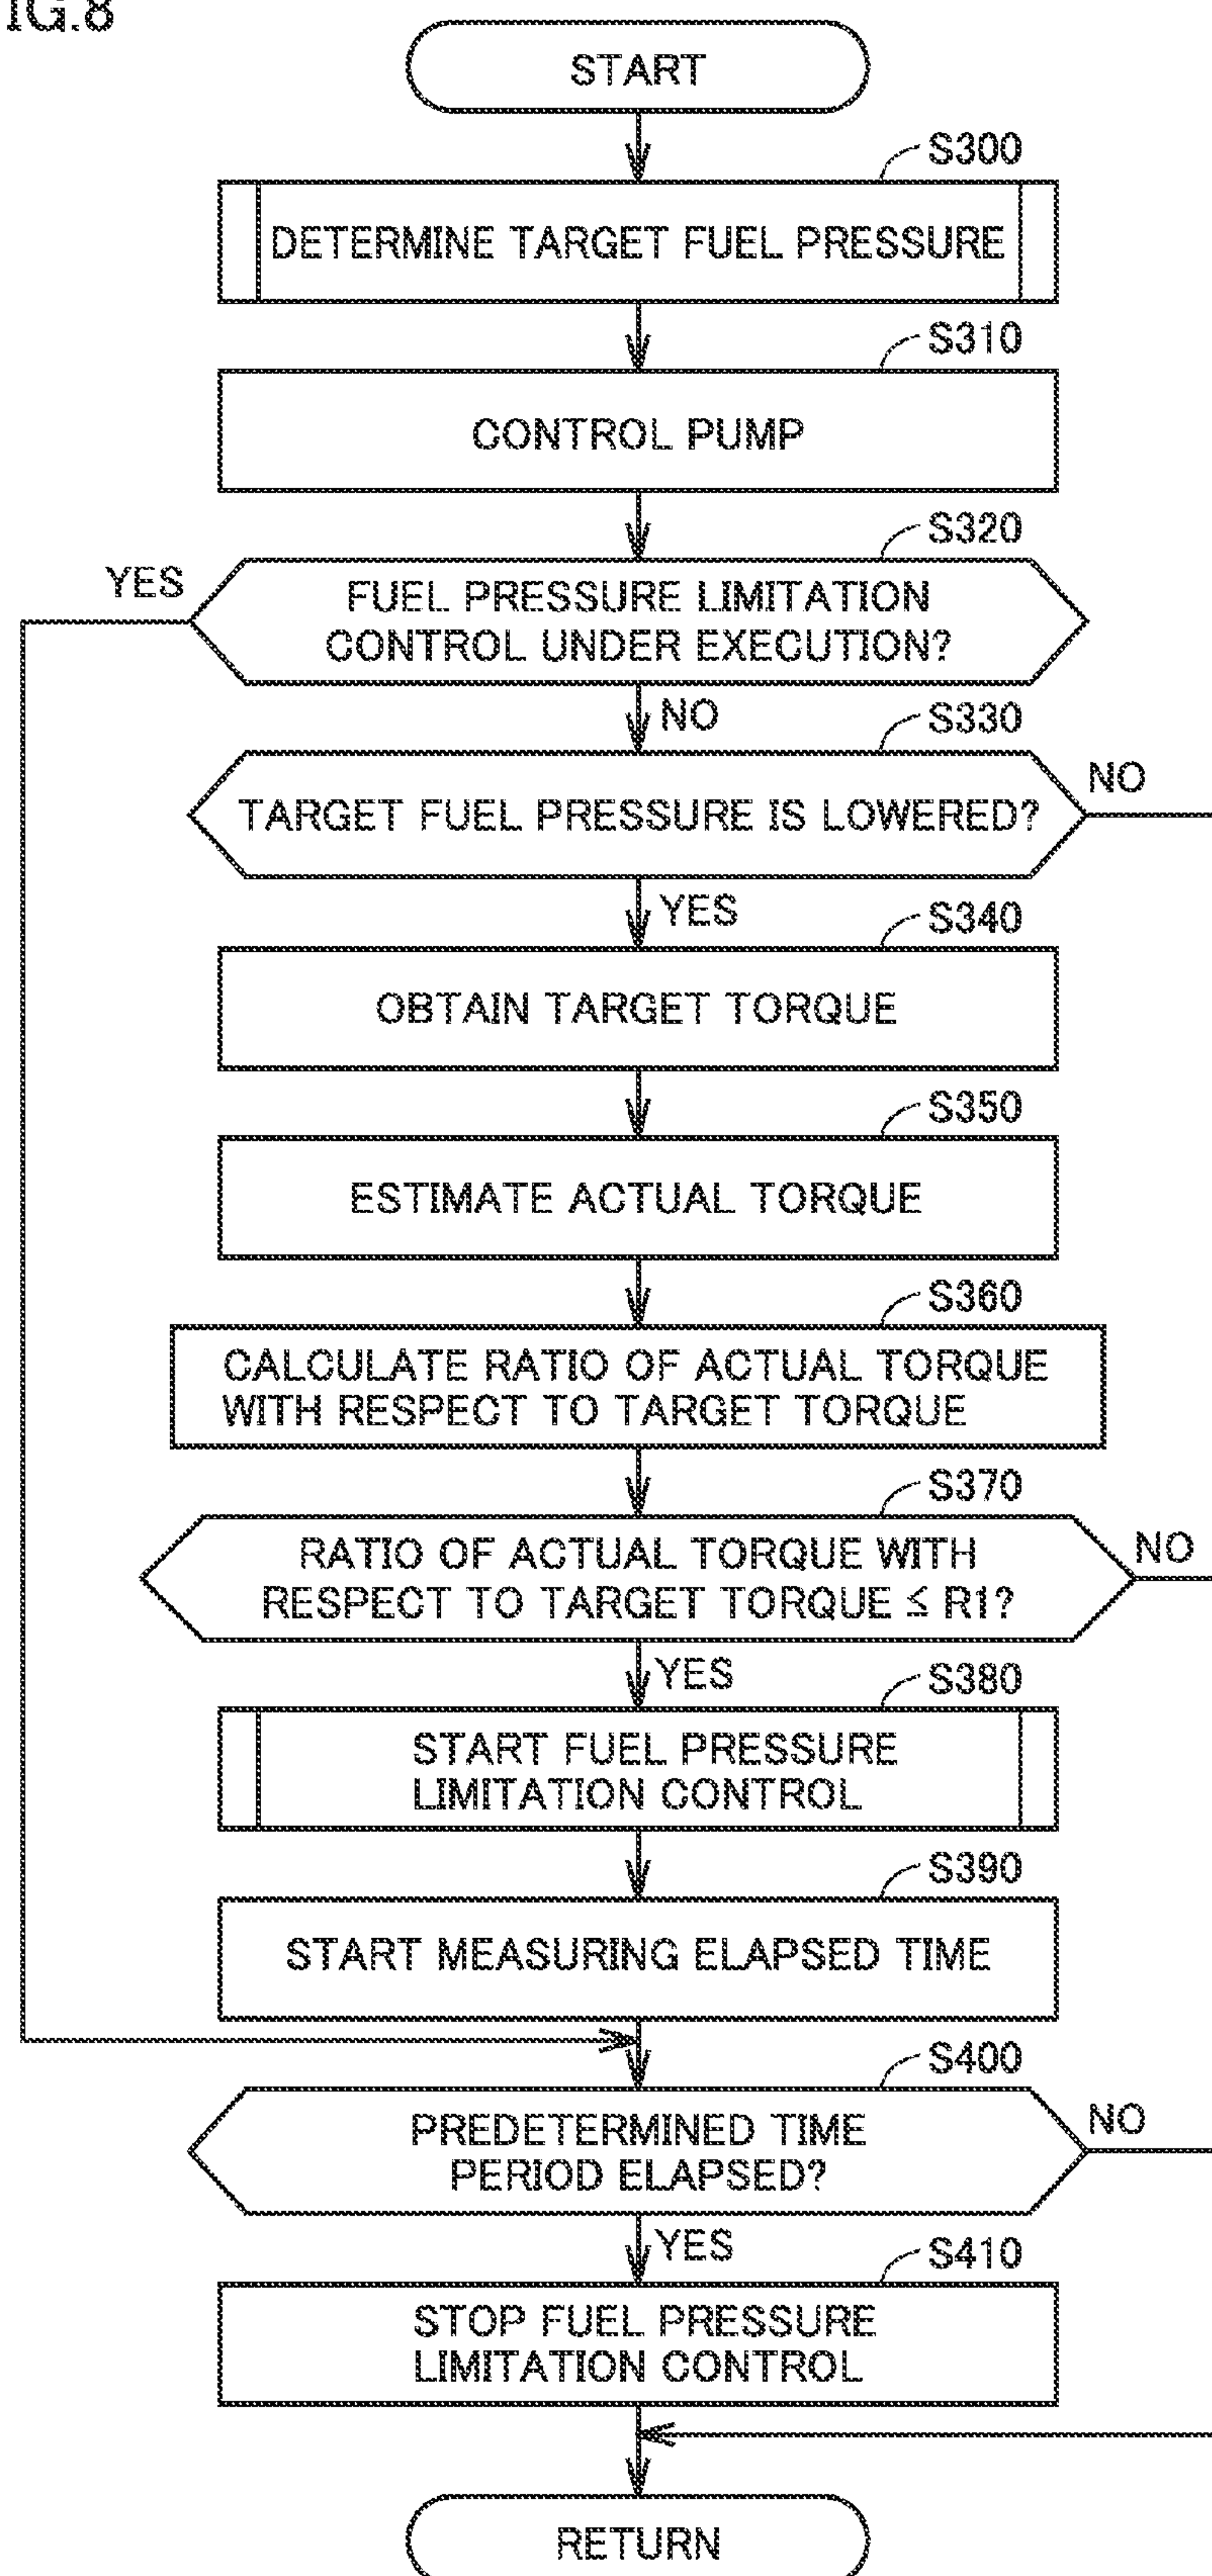 IG.8
START
S300
DETERMINE TARGET FUEL PRESSURE
S310
CONTROL PUMP
S320
YES
FUEL PRESSURE LIMITATION
CONTROL UNDER EXECUTION?
NO
S330
NO
TARGET FUEL PRESSURE IS LOWERED?
YES
S340
OBTAIN TARGET TORQUE
S350
ESTIMATE ACTUAL TORQUE
S360
CALCULATE RATIO OF ACTUAL TORQUE
WITH RESPECT TO TARGET TORQUE
S370
NO
RATIO OF ACTUAL TORQUE WITH
RESPECT TO TARGET TORQUE ≦ R1?
YES
S380
START FUEL PRESSURE
LIMITATION CONTROL
S390
START MEASURING ELAPSED TIME
S400
NO
PREDETERMINED TIME
PERIOD ELAPSED?
YES
S410
STOP FUEL PRESSURE
LIMITATION CONTROL
RETURN